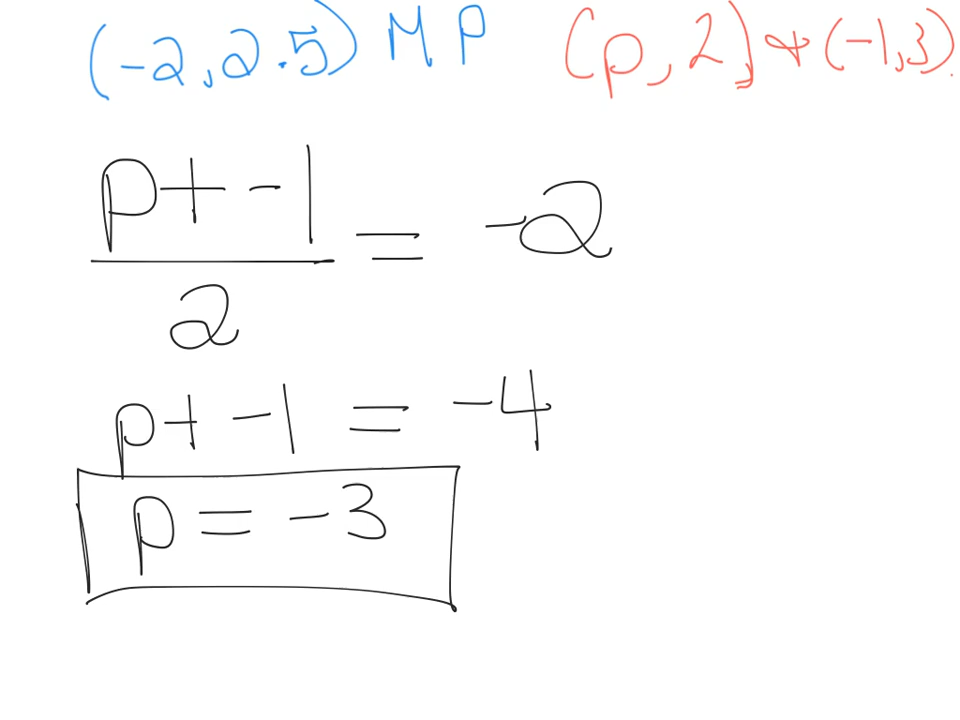 (-2, 2.5) MP (p, 2) & (-1, 3).
p + -1
2
= -2
p + -1 = -4
p = -3